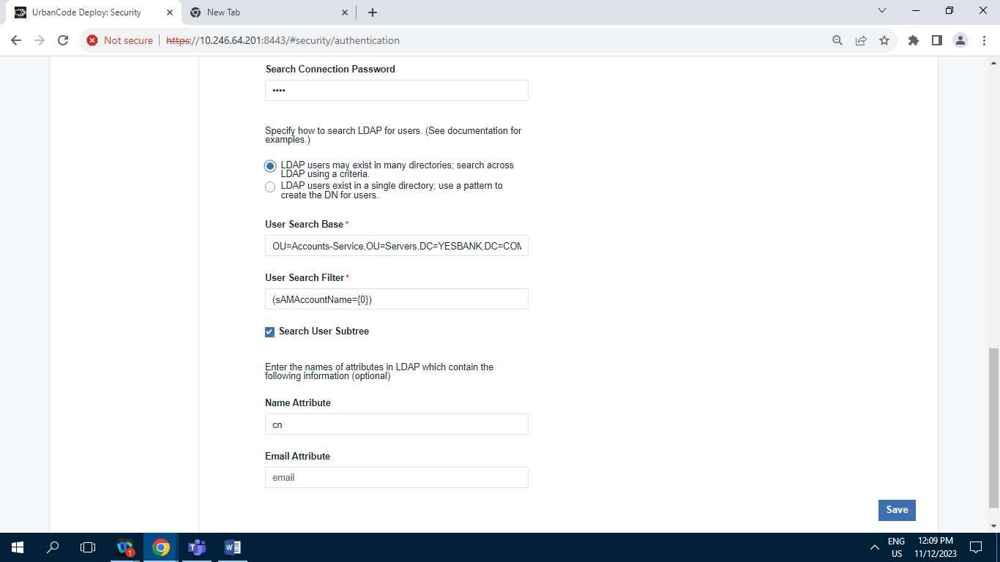 UrbanCode Deploy: Security
New Tab
Not secure
https://10.246.64.201:8443/#security/authentication
Search Connection Password
••••
Specify how to search LDAP for users. (See documentation for
examples.)
LDAP users may exist in many directories; search across
LDAP using a criteria.
LDAP users exist in a single directory; use a pattern to
create the DN for users.
User Search Base *
OU=Accounts-Service,OU=Servers,DC=YESBANK,DC=COM
User Search Filter *
(sAMAccountName={0})
Search User Subtree
Enter the names of attributes in LDAP which contain the
following information (optional)
Name Attribute
cn
Email Attribute
email
Save
1
ENG
US
12:09 PM
11/12/2023